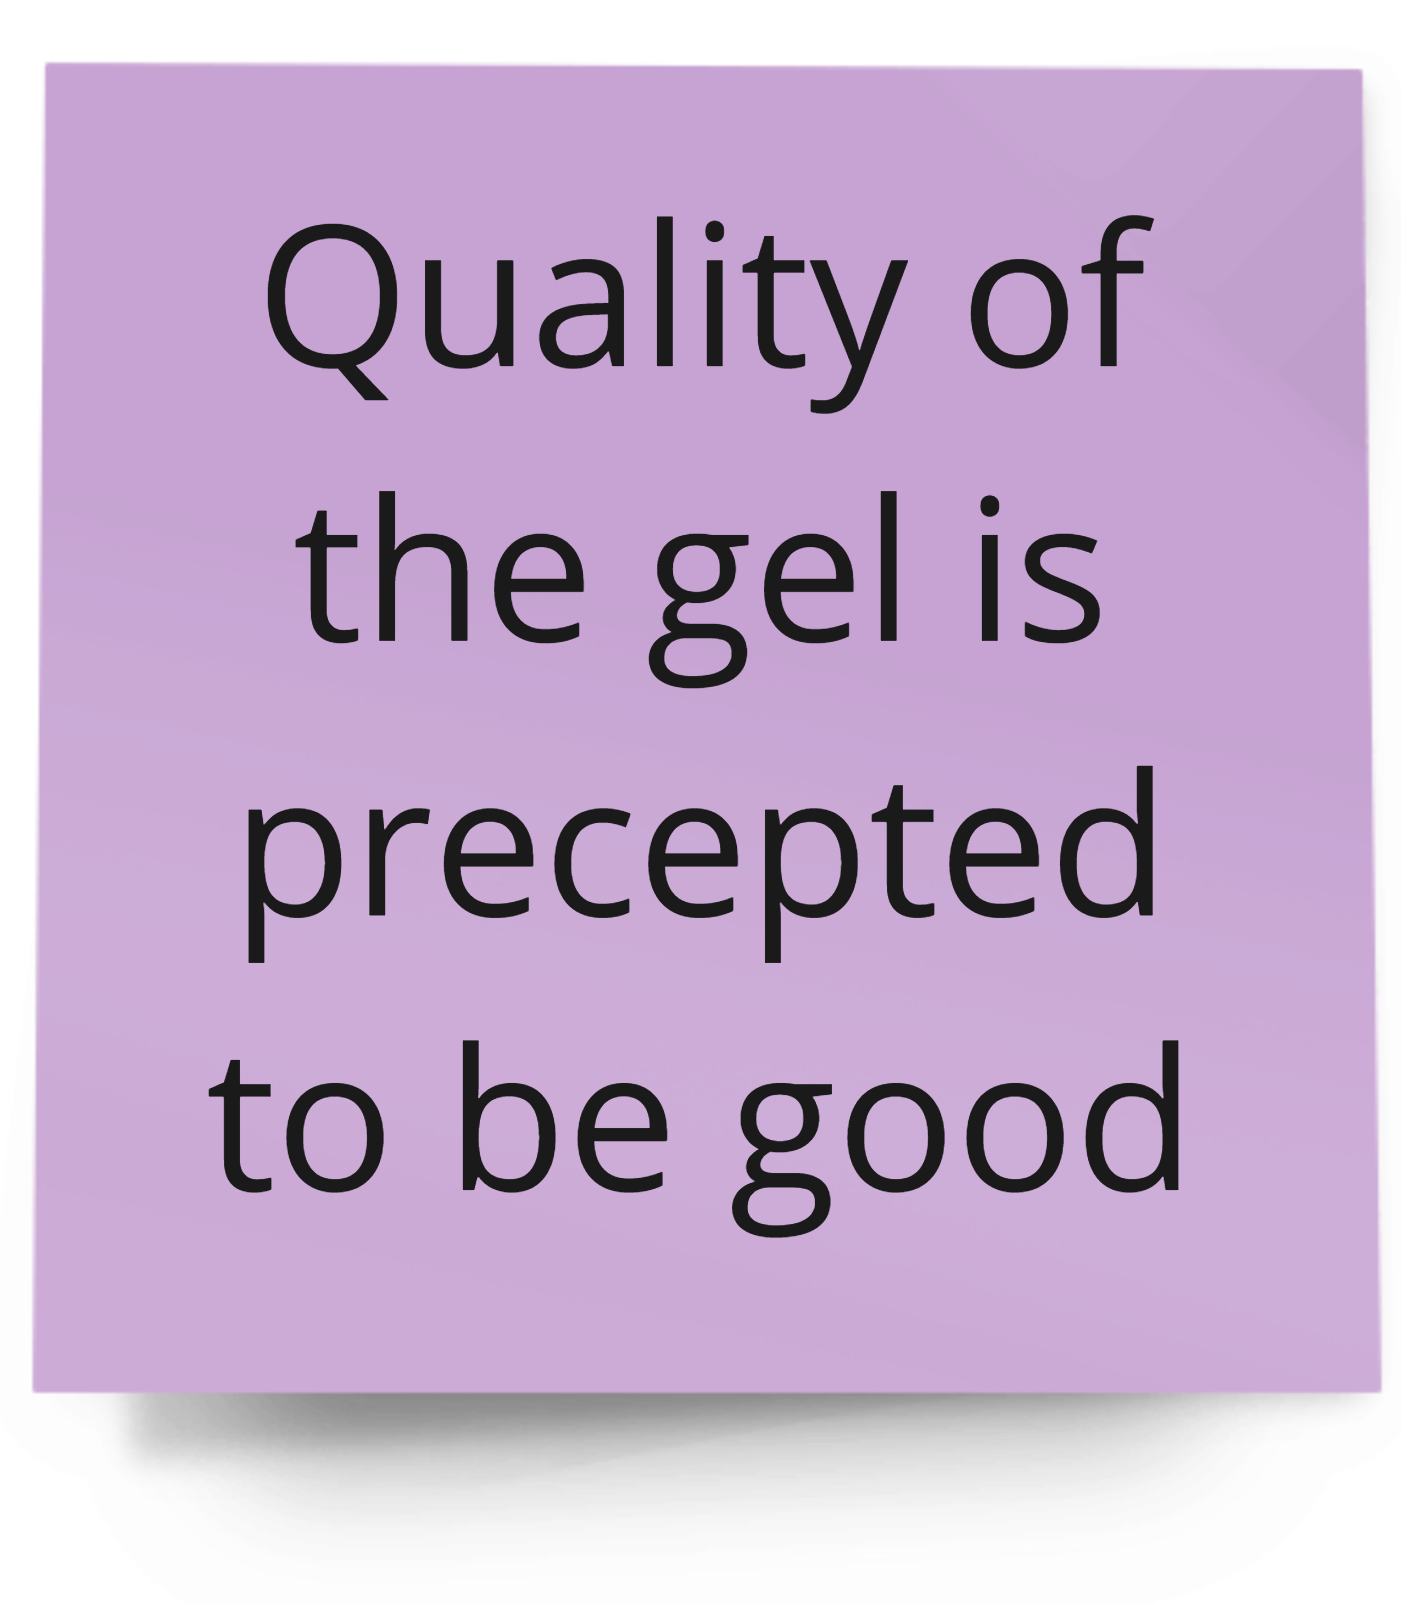 Quality of
the gel is
precepted
to be good